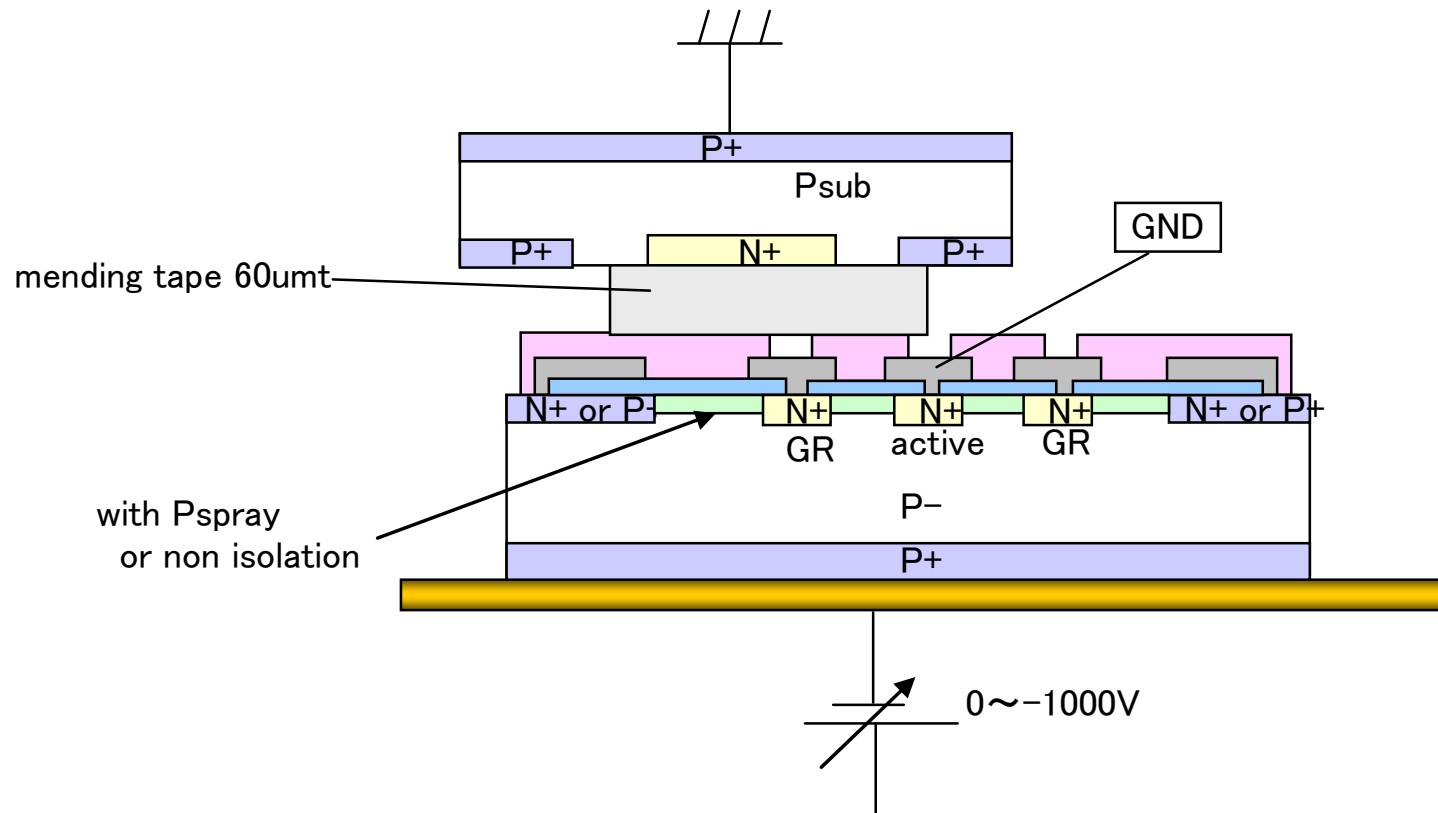 P+
Psub
GND
P+
N+
P+
mending tape 60umt
N+ or P-
N+
N+
N+
N+ or P+
GR
active
GR
P-
with Pspray
or non isolation
P+
0～-1000V